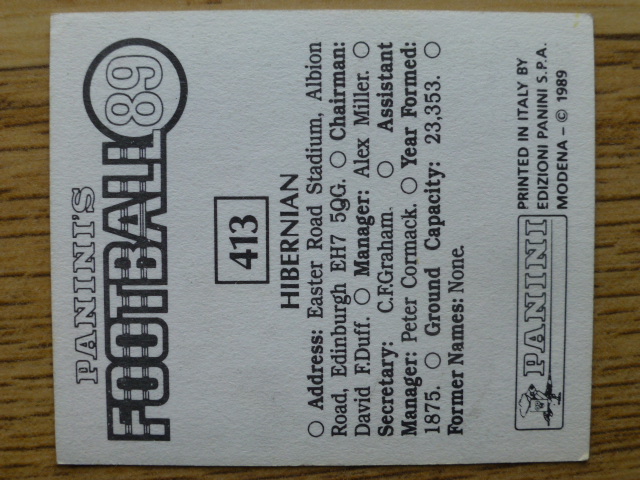 PANINI'S
FOOTBALL 89
413
HIBERNIAN
○ Address: Easter Road Stadium, Albion
Road, Edinburgh EH7 5QG. ○ Chairman:
David F.Duff. ○ Manager: Alex Miller. ○
Secretary: C.F.Graham. ○ Assistant
Manager: Peter Cormack. ○ Year Formed:
1875. ○ Ground Capacity: 23,353. ○
Former Names: None.
PANINI
PRINTED IN ITALY BY
EDIZIONI PANINI S.P.A.
MODENA - © 1989